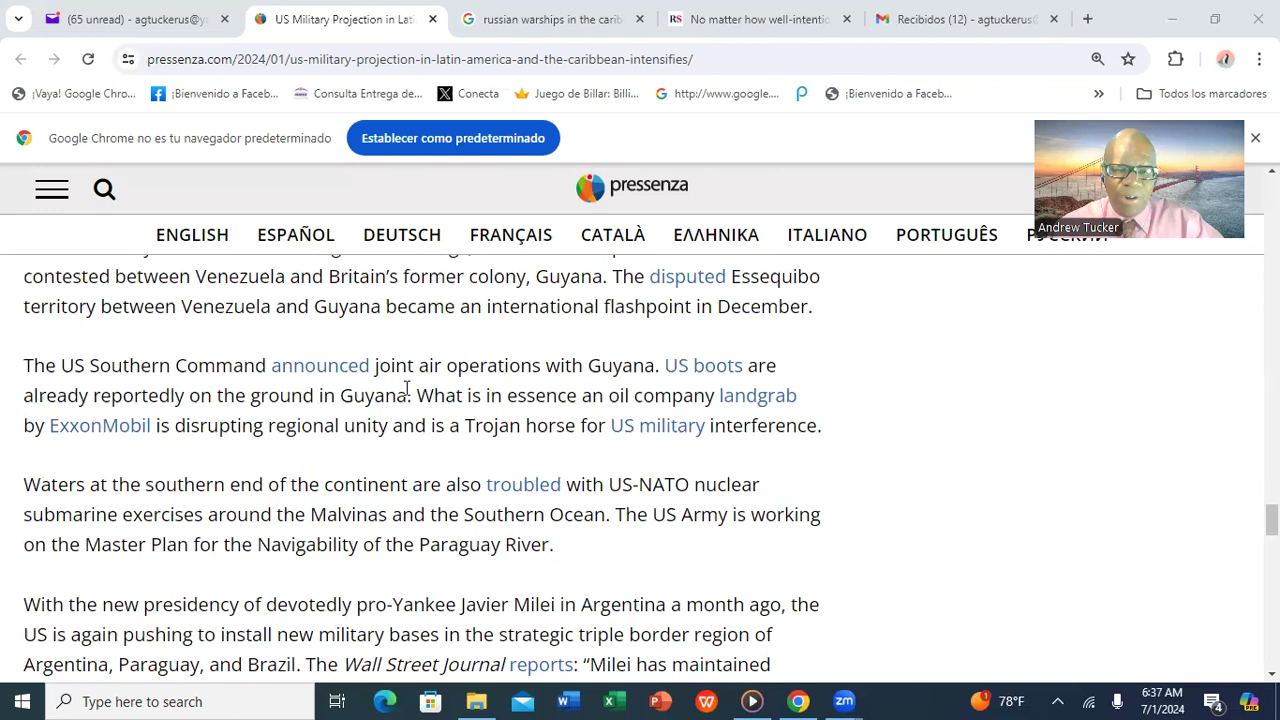 (65 unread) - agtuckerus@y
US Military Projection in Lati
russian warships in the carib
RS No matter how well-intentio
Recibidos (12) - agtuckerus@
pressenza.com/2024/01/us-military-projection-in-latin-america-and-the-caribbean-intensifies/
¡Vaya! Google Chro...
¡Bienvenido a Faceb...
Consulta Entrega de...
Conecta
Juego de Billar: Billi...
http://www.google....
¡Bienvenido a Faceb...
» Todos los marcadores
Google Chrome no es tu navegador predeterminado Establecer como predeterminado
pressenza
Andrew Tucker
ENGLISH ESPAÑOL DEUTSCH FRANÇAIS CATALÀ ΕΛΛΗΝΙΚΑ ITALIANO PORTUGUÊS РУССКИЙ
contested between Venezuela and Britain's former colony, Guyana. The disputed Essequibo
territory between Venezuela and Guyana became an international flashpoint in December.
The US Southern Command announced joint air operations with Guyana. US boots are
already reportedly on the ground in Guyana. What is in essence an oil company landgrab
by ExxonMobil is disrupting regional unity and is a Trojan horse for US military interference.
Waters at the southern end of the continent are also troubled with US-NATO nuclear
submarine exercises around the Malvinas and the Southern Ocean. The US Army is working
on the Master Plan for the Navigability of the Paraguay River.
With the new presidency of devotedly pro-Yankee Javier Milei in Argentina a month ago, the
US is again pushing to install new military bases in the strategic triple border region of
Argentina, Paraguay, and Brazil. The Wall Street Journal reports: “Milei has maintained
Type here to search
1
78°F
6:37 AM
7/1/2024
4
PRE
zm